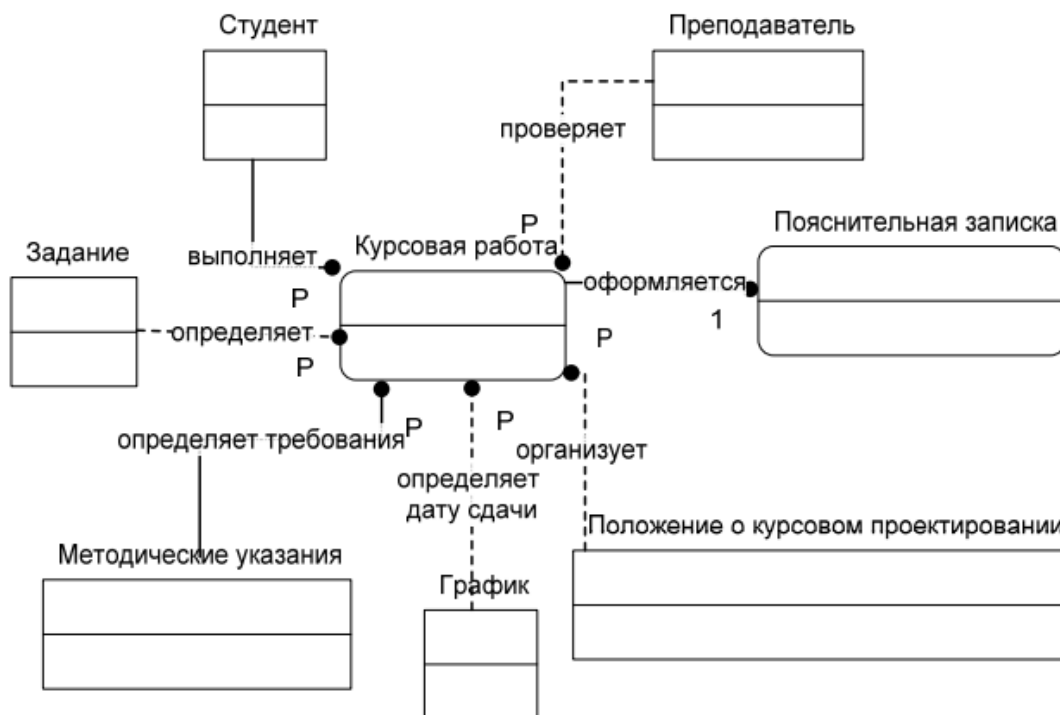 Студент
Преподаватель
проверяет
Р
Пояснительная записка
Задание
выполняет
Курсовая работа
оформляется
Р
1
определяет
Р
Р
определяет требования
Р
Р
организует
определяет
дату сдачи
Методические указания
График
Положение о курсовом проектировании